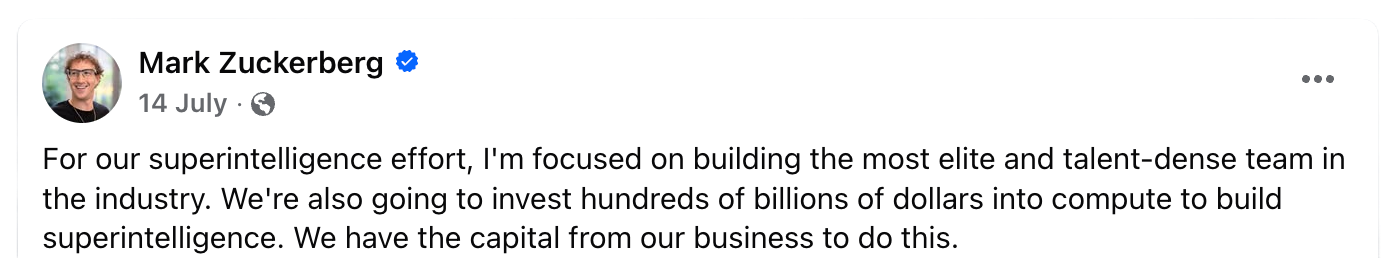 Mark Zuckerberg
14 July ·
For our superintelligence effort, I'm focused on building the most elite and talent-dense team in
the industry. We're also going to invest hundreds of billions of dollars into compute to build
superintelligence. We have the capital from our business to do this.